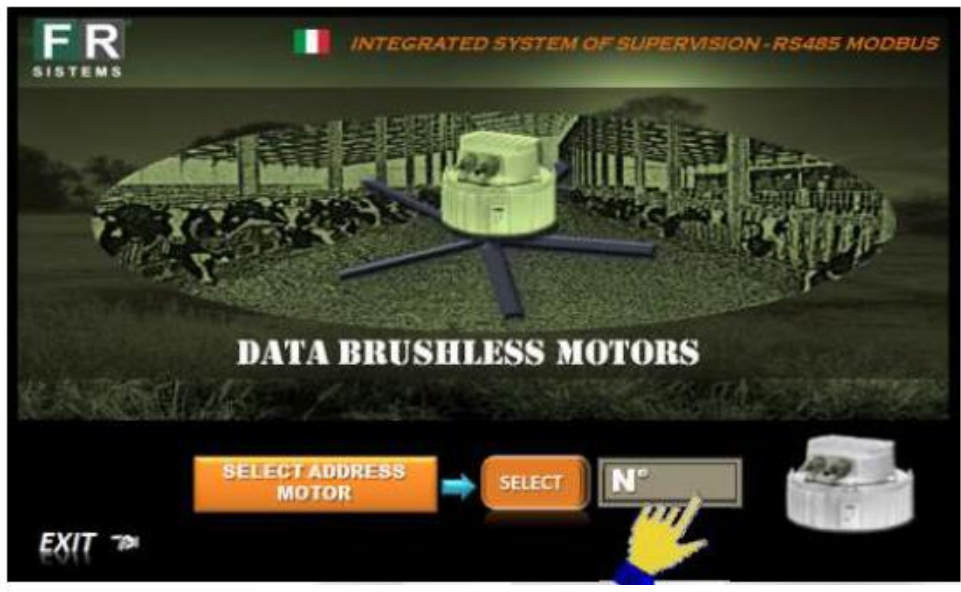 FR
SISTEMS
INTEGRATED SYSTEM OF SUPERVISION - RS485 MODBUS
DATA BRUSHLESS MOTORS
SELECT ADDRESS
MOTOR
SELECT
N°
EXIT